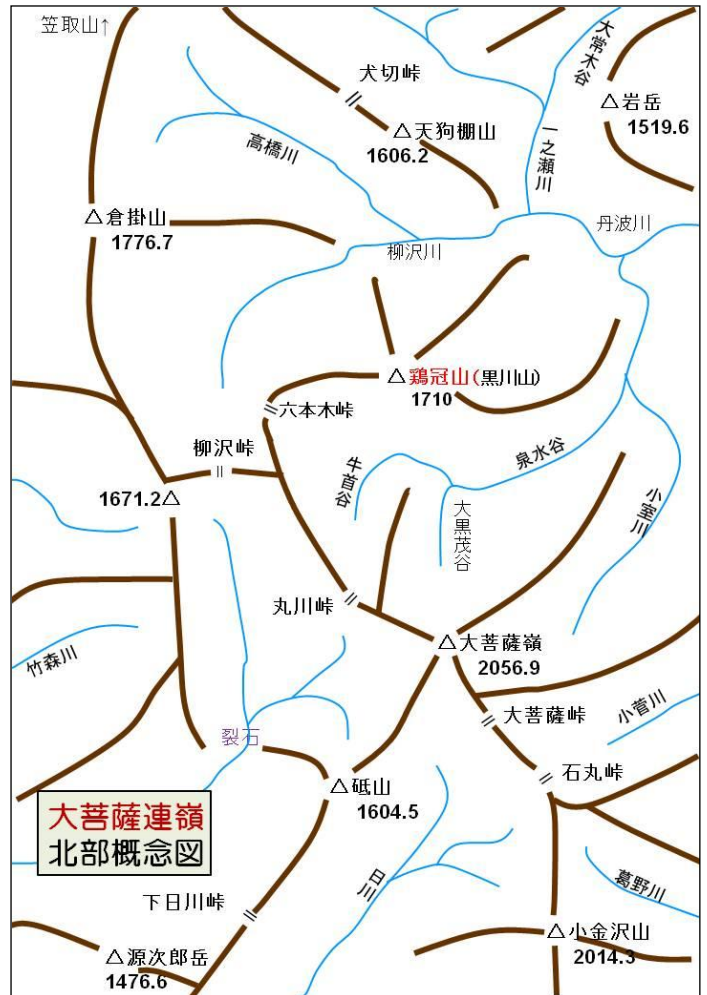 笠取山↑
犬切峠
大常木谷
△岩岳
1519.6
△天狗棚山
1606.2
高橋川
一之瀬川
△倉掛山
1776.7
丹波川
柳沢川
△鶏冠山(黒川山)
1710
六本木峠
柳沢峠
牛首谷
泉水谷
1671.2△
大黒茂谷
小室川
丸川峠
△大菩薩嶺
2056.9
竹森川
大菩薩峠
小菅川
裂石
石丸峠
△砥山
1604.5
大菩薩連嶺
北部概念図
日川
葛野川
下日川峠
△源次郎岳
1476.6
△小金沢山
2014.3